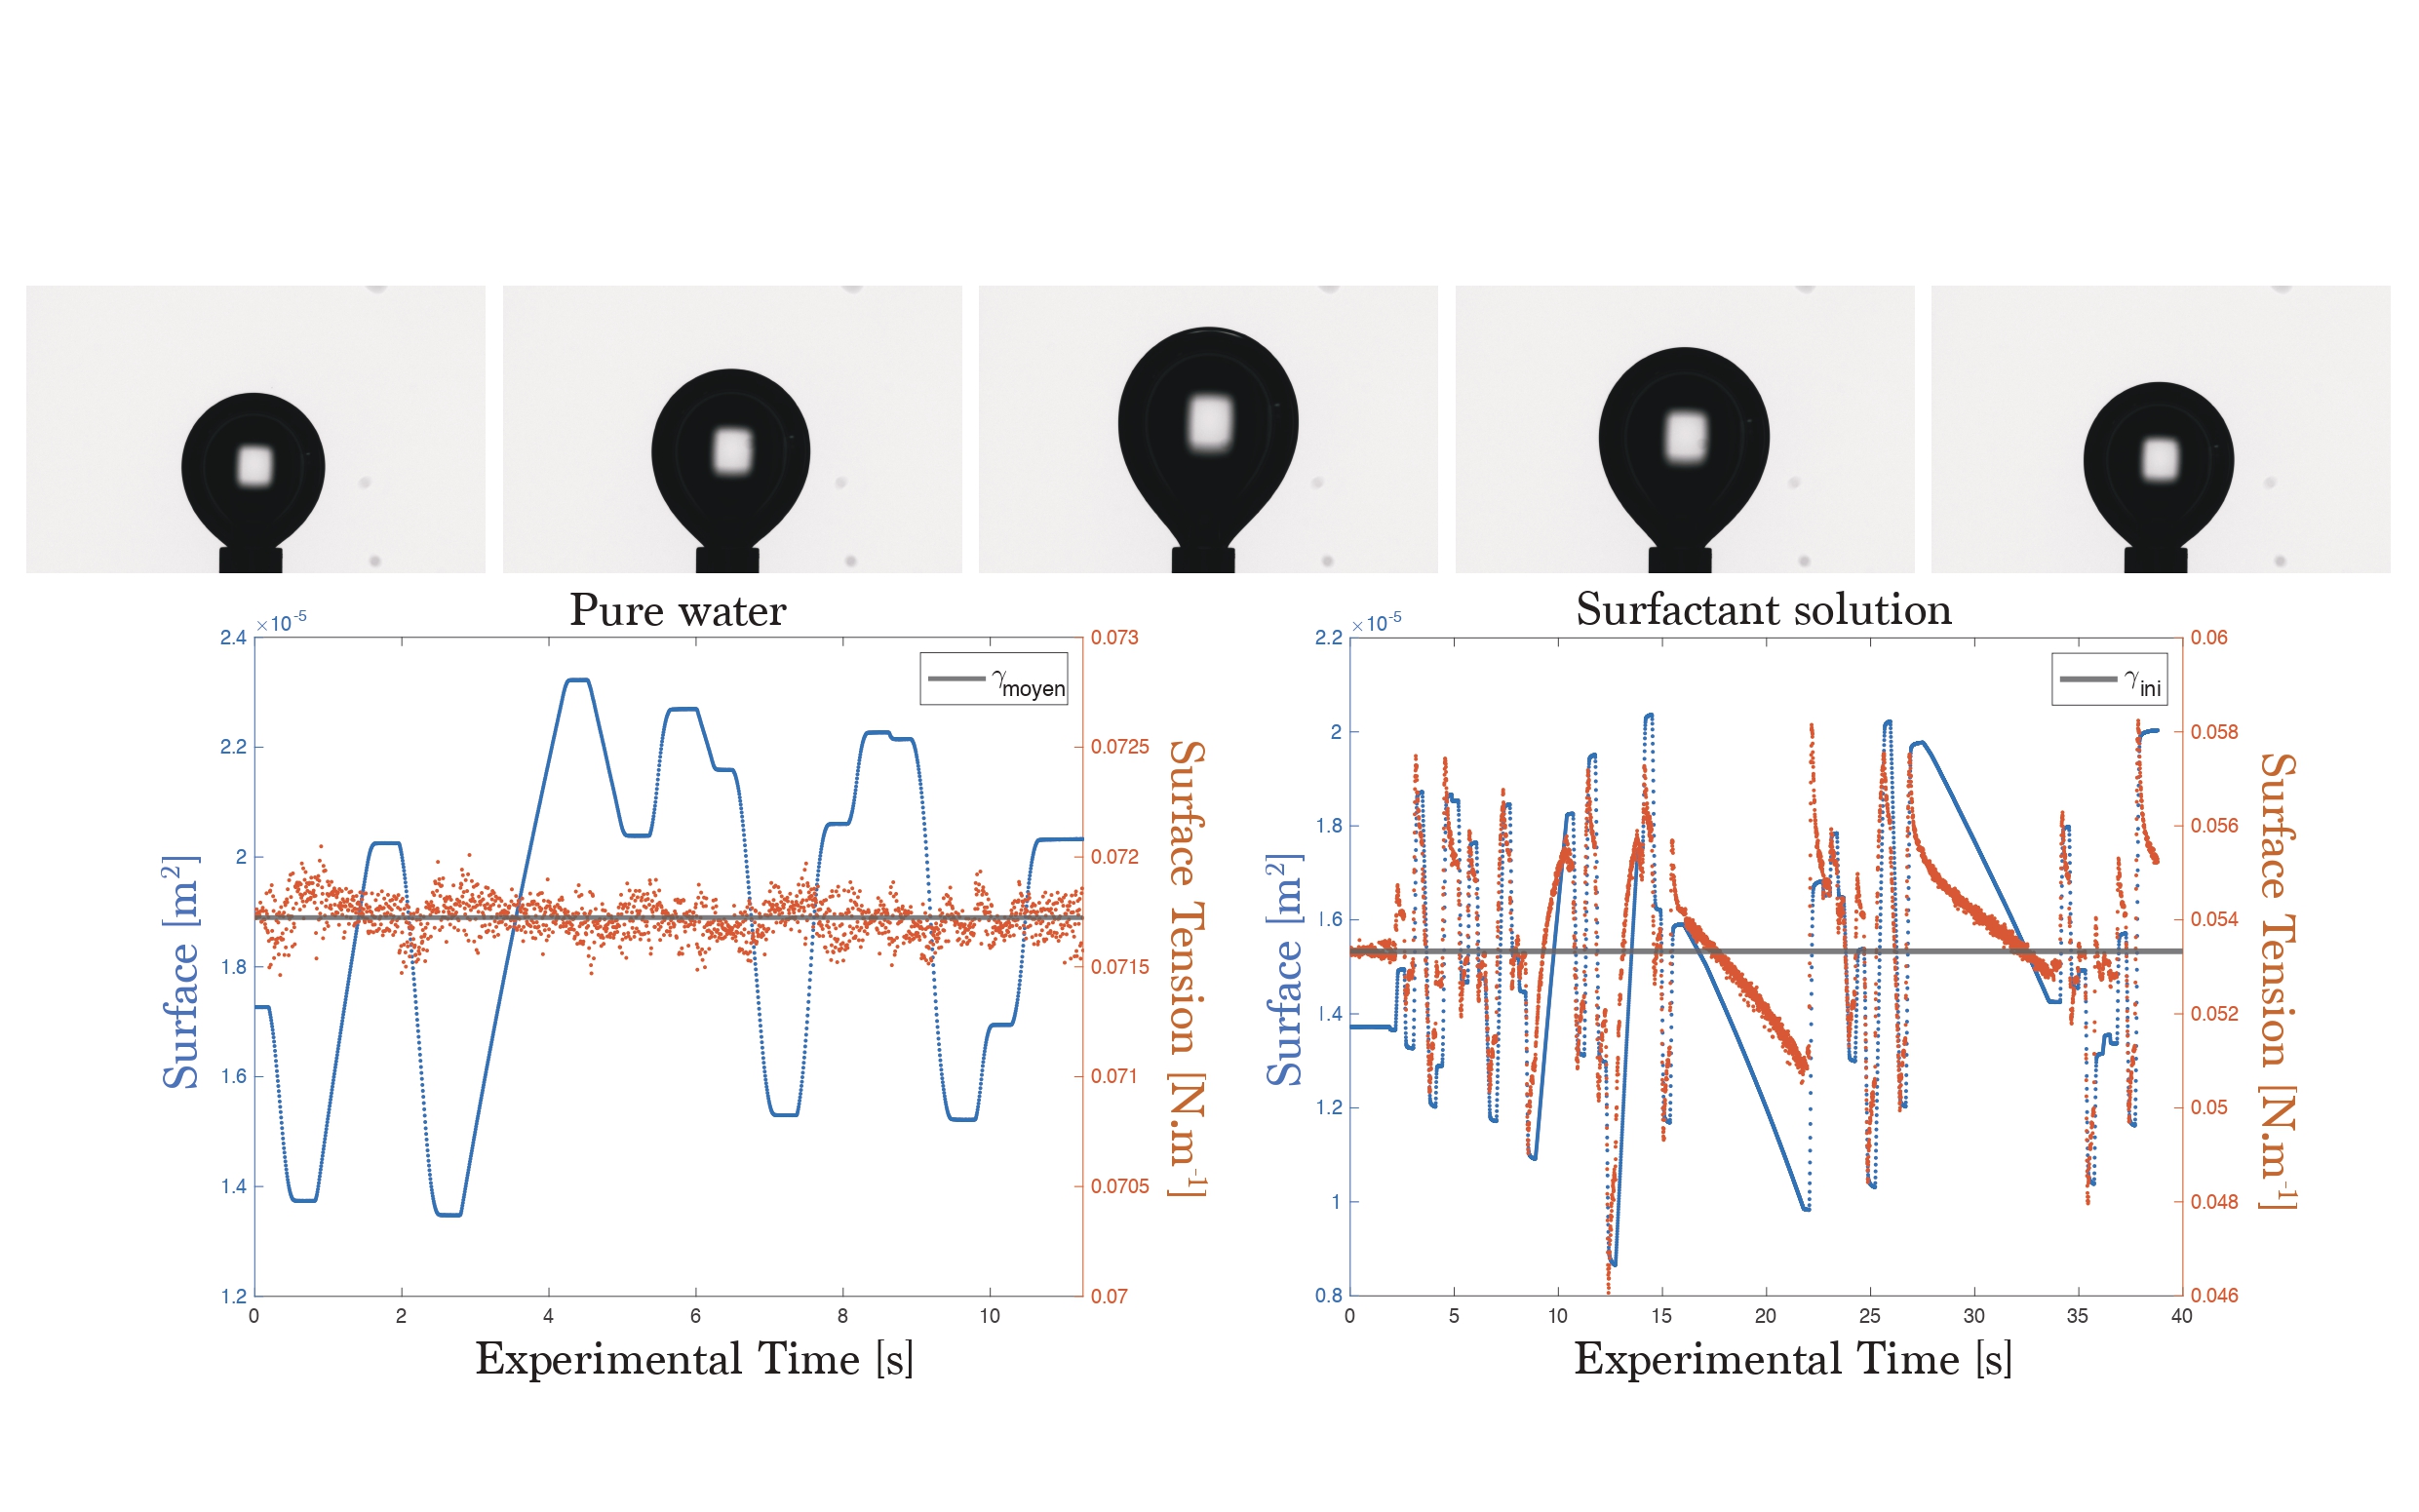 Pure water
×10-5
2.4
2.2
2
1.8
1.6
1.4
1.2
Surface [m2]
0 2 4 6 8 10
Experimental Time [s]
0.073
0.0725
0.072
0.0715
0.071
0.0705
0.07
Surface Tension [N.m-1]
γmoyen
Surfactant solution
×10-5
2.2
2
1.8
1.6
1.4
1.2
1
0.8
Surface [m2]
0 5 10 15 20 25 30 35 40
Experimental Time [s]
0.06
0.058
0.056
0.054
0.052
0.05
0.048
0.046
Surface Tension [N.m-1]
γini